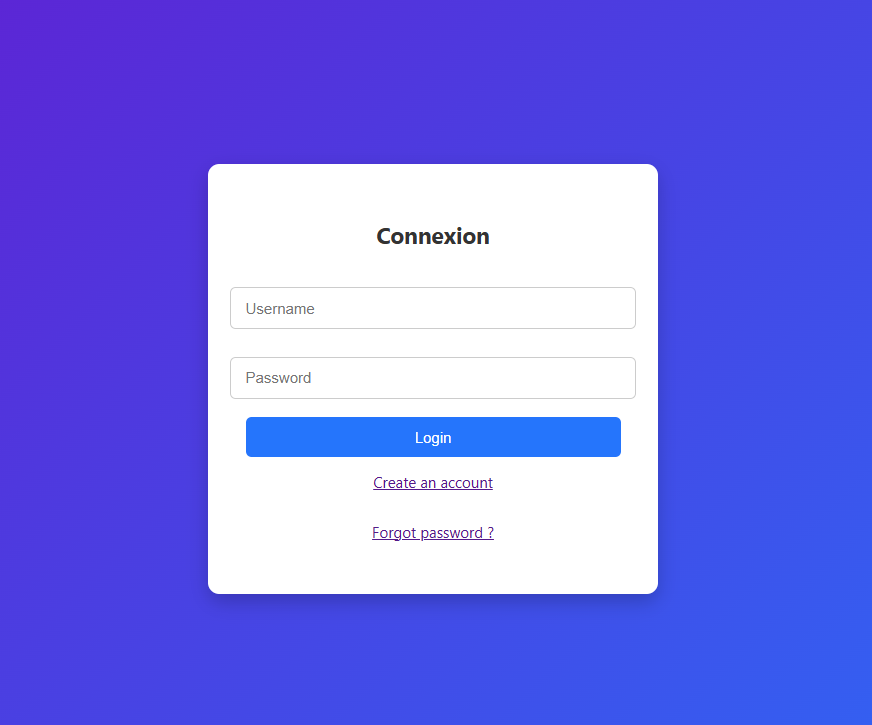 Connexion
Username
Password
Login
Create an account
Forgot password ?